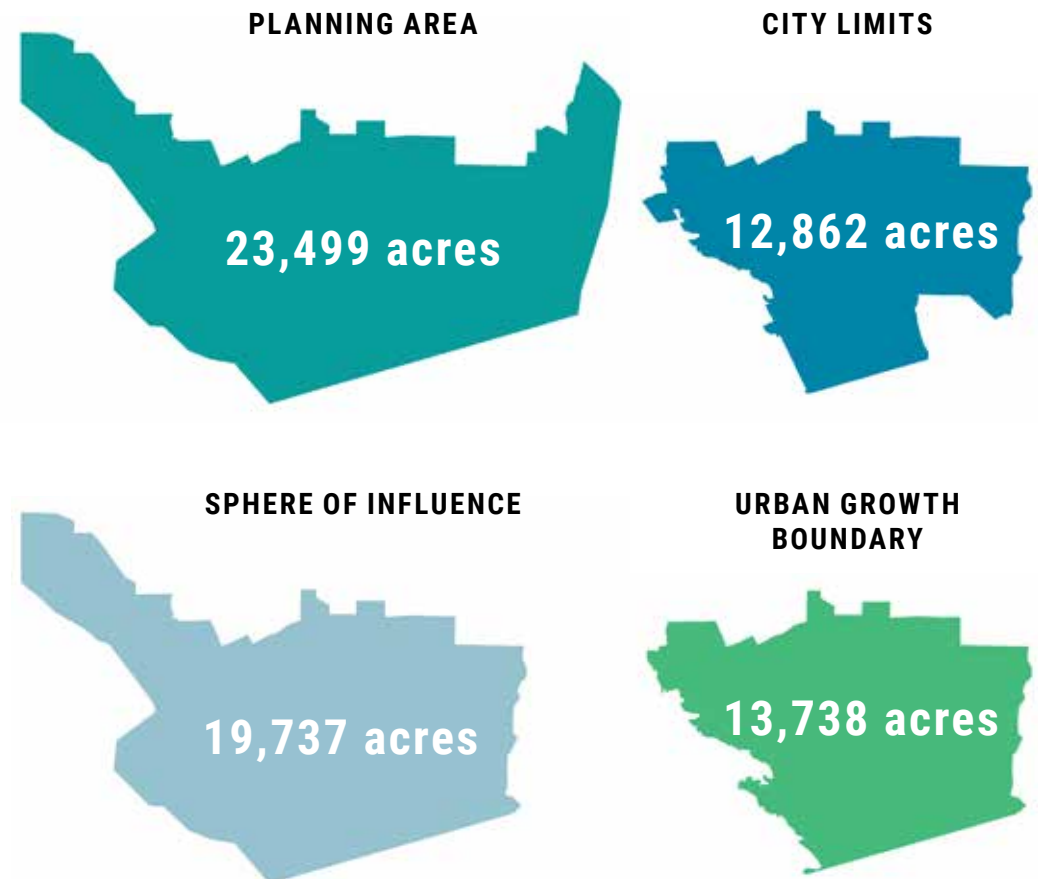 PLANNING AREA
23,499 acres
CITY LIMITS
12,862 acres
SPHERE OF INFLUENCE
19,737 acres
URBAN GROWTH
BOUNDARY
13,738 acres